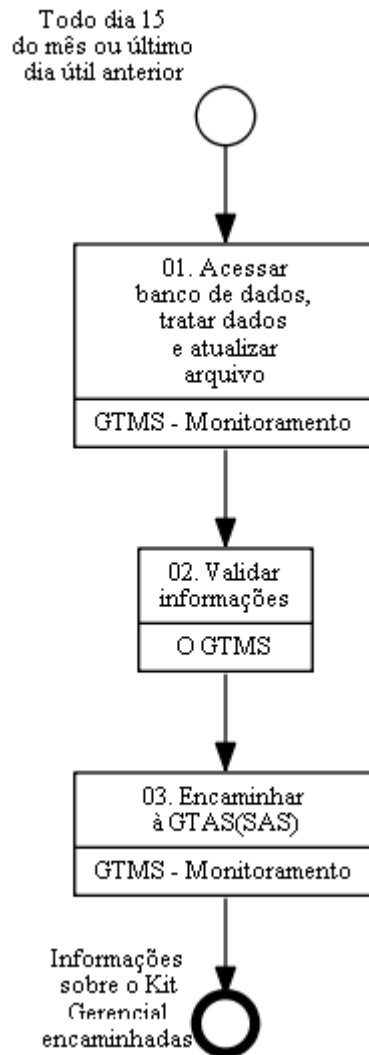 Todo dia 15
do mês ou último
dia útil anterior
01. Acessar
banco de dados,
tratar dados
e atualizar
arquivo
GTMS - Monitoramento
02. Validar
informações
O GTMS
03. Encaminhar
à GTAS(SAS)
GTMS - Monitoramento
Informações
sobre o Kit
Gerencial
encaminhadas